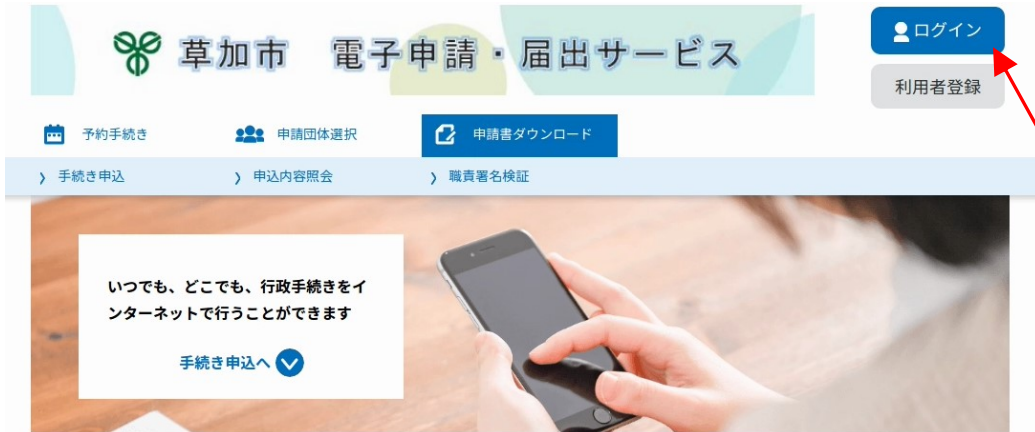 草加市　電子申請・届出サービス
ログイン
利用者登録
予約手続き
申請団体選択
申請書ダウンロード
手続き申込
申込内容照会
職責署名検証
いつでも、どこでも、行政手続きをイ
ンターネットで行うことができます
手続き申込へ